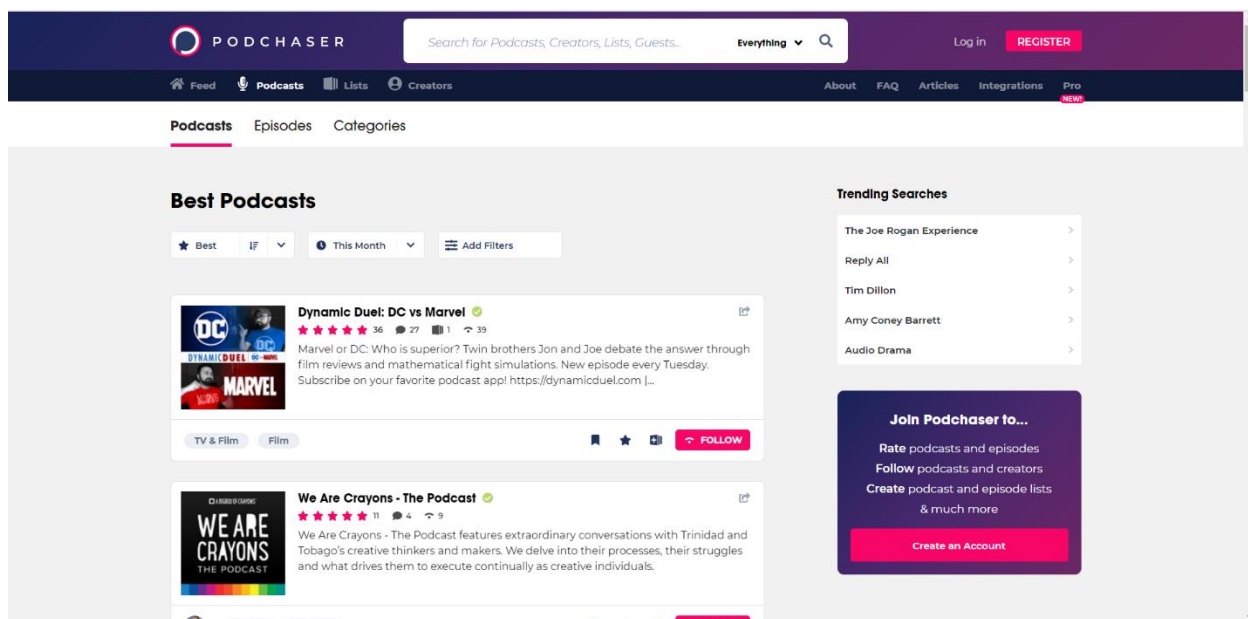 PODCHASER
Search for Podcasts, Creators, Lists, Guests...
Everything
Log in
REGISTER
Feed
Podcasts
Lists
Creators
About
FAQ
Articles
Integrations
Pro
NEW!
Podcasts
Episodes
Categories
Best Podcasts
Best
This Month
Add Filters
DC
DC
DYNAMIC DUEL DC - MARVEL
MARVEL
Dynamic Duel: DC vs Marvel
36 27 1 39
Marvel or DC: Who is superior? Twin brothers Jon and Joe debate the answer through
film reviews and mathematical fight simulations. New episode every Tuesday.
Subscribe on your favorite podcast app! https://dynamicduel.com |...
TV & Film
Film
FOLLOW
WE ARE
CRAYONS
THE PODCAST
We Are Crayons - The Podcast
11 4 9
We Are Crayons - The Podcast features extraordinary conversations with Trinidad and
Tobago's creative thinkers and makers. We delve into their processes, their struggles
and what drives them to execute continually as creative individuals.
Trending Searches
The Joe Rogan Experience
Reply All
Tim Dillon
Amy Coney Barrett
Audio Drama
Join Podchaser to...
Rate podcasts and episodes
Follow podcasts and creators
Create podcast and episode lists
& much more
Create an Account